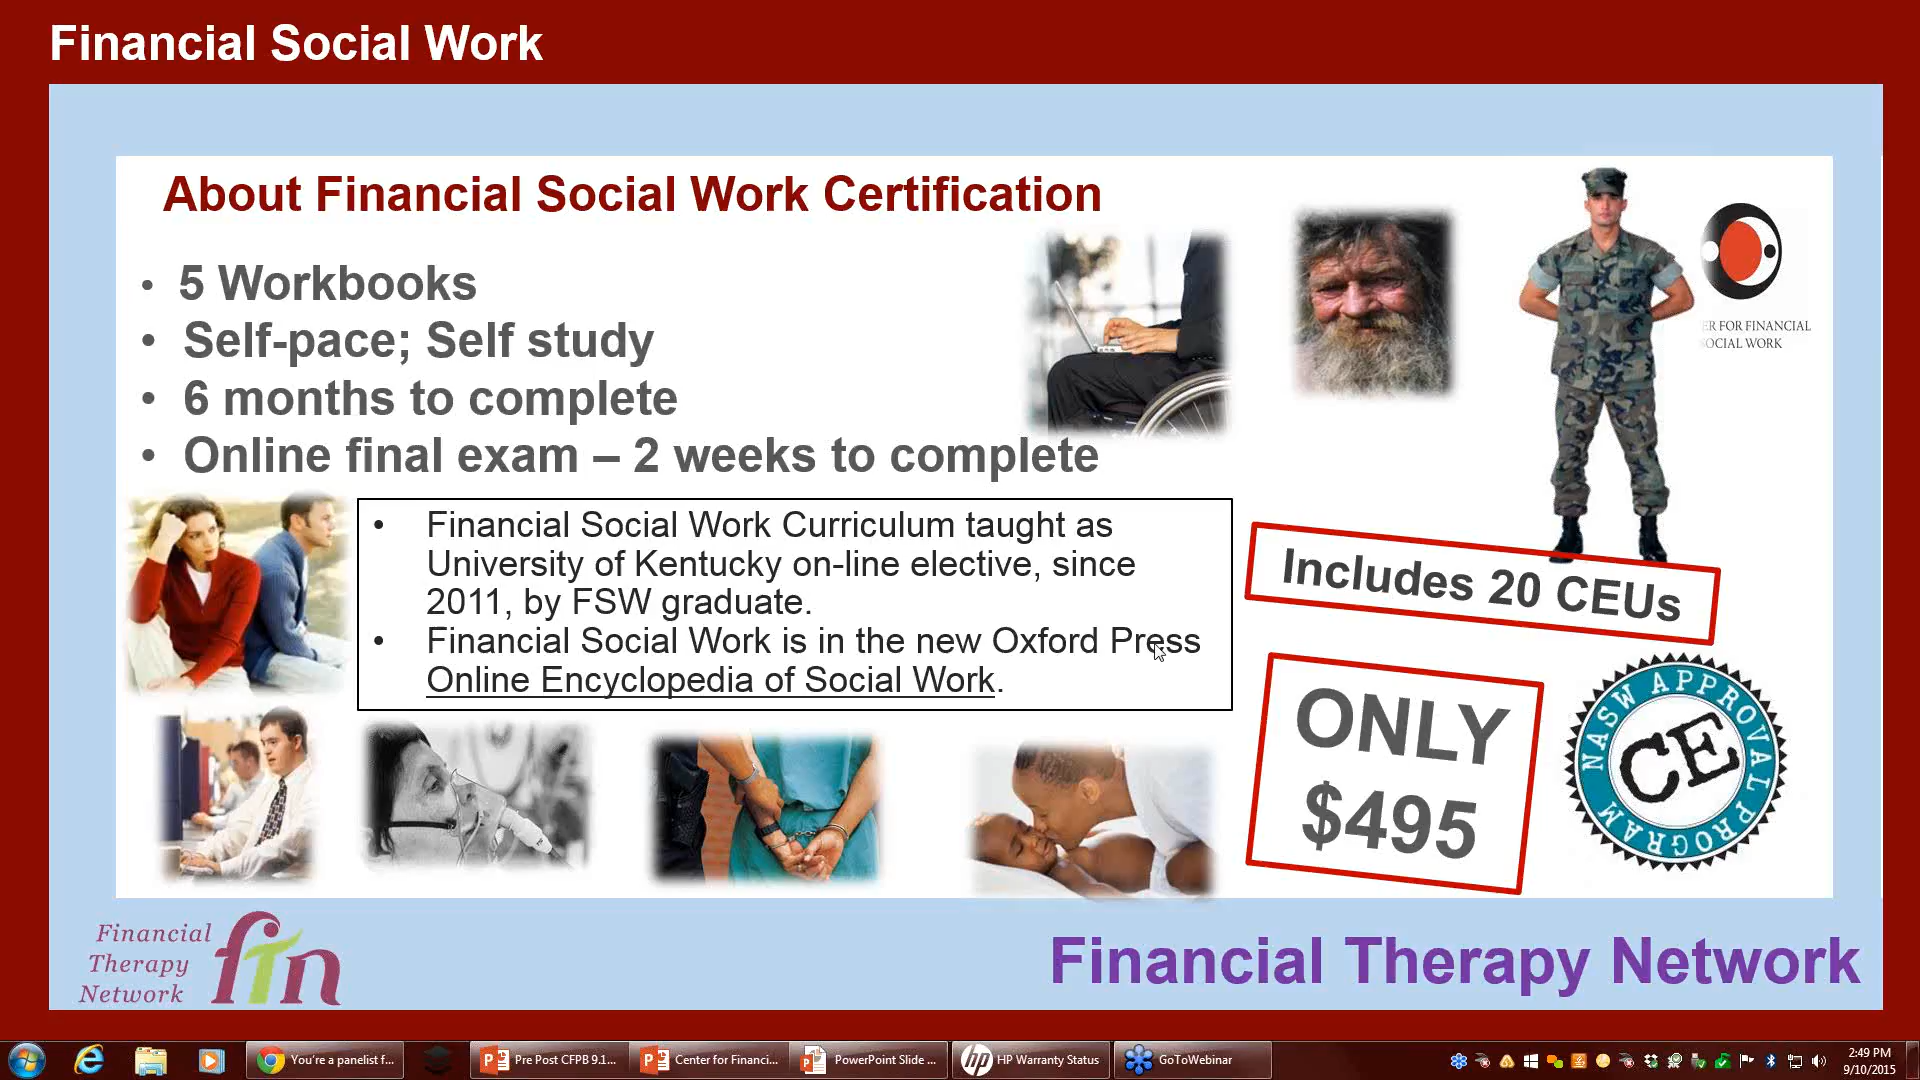 Financial Social Work
About Financial Social Work Certification
• 5 Workbooks
• Self-pace; Self study
• 6 months to complete
• Online final exam – 2 weeks to complete
ER FOR FINANCIAL
OCIAL WORK
• Financial Social Work Curriculum taught as
University of Kentucky on-line elective, since
2011, by FSW graduate.
• Financial Social Work is in the new Oxford Press
Online Encyclopedia of Social Work.
Includes 20 CEUs
ONLY
$495
NASW APPROVAL PROGRAM
CE
Financial
Therapy
Network
ftn
Financial Therapy Network
You're a panelist f...
Pre Post CFPB 9.1...
Center for Financi...
PowerPoint Slide ...
HP Warranty Status
GoToWebinar
2:49 PM
9/10/2015